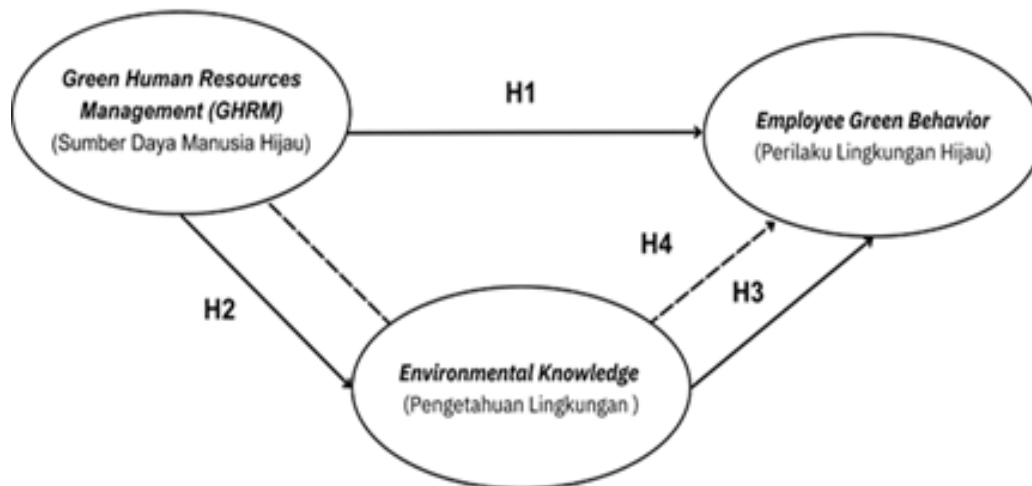 Green Human Resources
Management (GHRM)
(Sumber Daya Manusia Hijau)
H1
Employee Green Behavior
(Perilaku Lingkungan Hijau)
H4
H3
H2
Environmental Knowledge
(Pengetahuan Lingkungan )